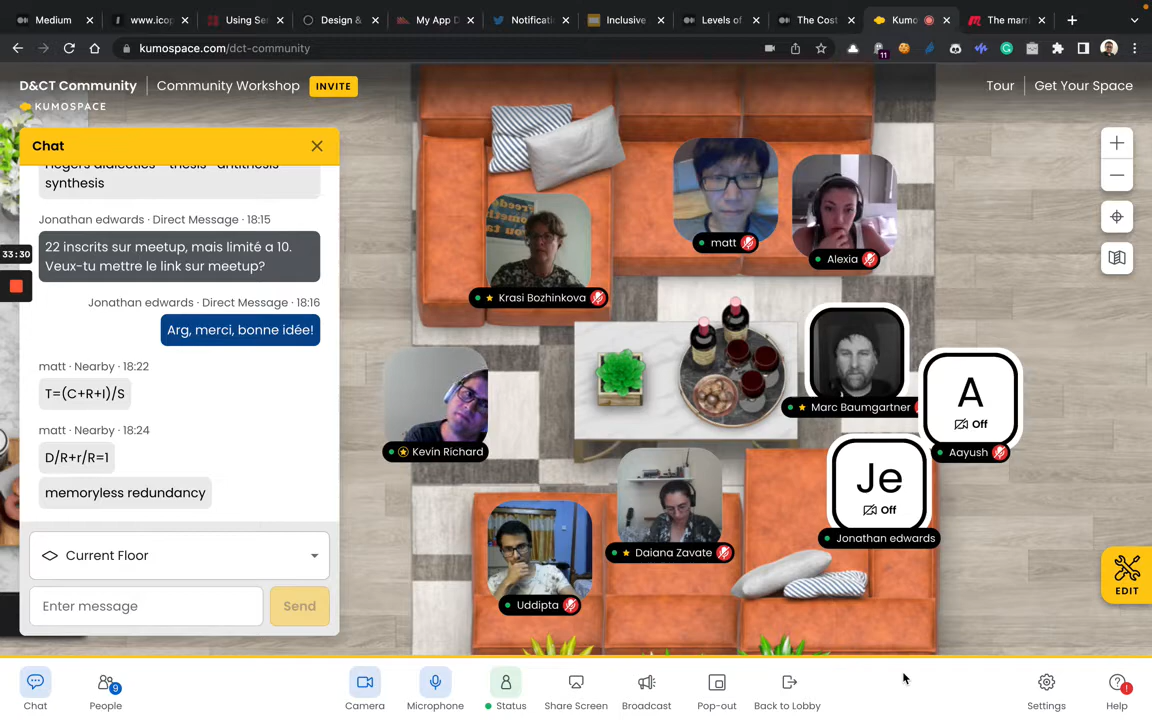 Medium
www.icop
Using Se
Design &
My App D
Notificati
Inclusive
Levels of
The Cost
Kumo
The marr
kumospace.com/dct-community
11
D&CT Community
Community Workshop
INVITE
KUMOSPACE
Tour
Get Your Space
Chat
synthesis
Jonathan edwards · Direct Message · 18:15
22 inscrits sur meetup, mais limité a 10.
Veux-tu mettre le link sur meetup?
33:30
Jonathan edwards · Direct Message · 18:16
Arg, merci, bonne idée!
matt · Nearby · 18:22
T=(C+R+I)/S
matt · Nearby · 18:24
D/R+r/R=1
memoryless redundancy
Current Floor
Enter message
Send
matt
Alexia
Krasi Bozhinkova
Marc Baumgartner
A
Off
Aayush
Kevin Richard
Je
Off
Jonathan edwards
Daiana Zavate
Uddipta
EDIT
Chat
9
People
Camera
Microphone
Status
Share Screen
Broadcast
Pop-out
Back to Lobby
Settings
Help